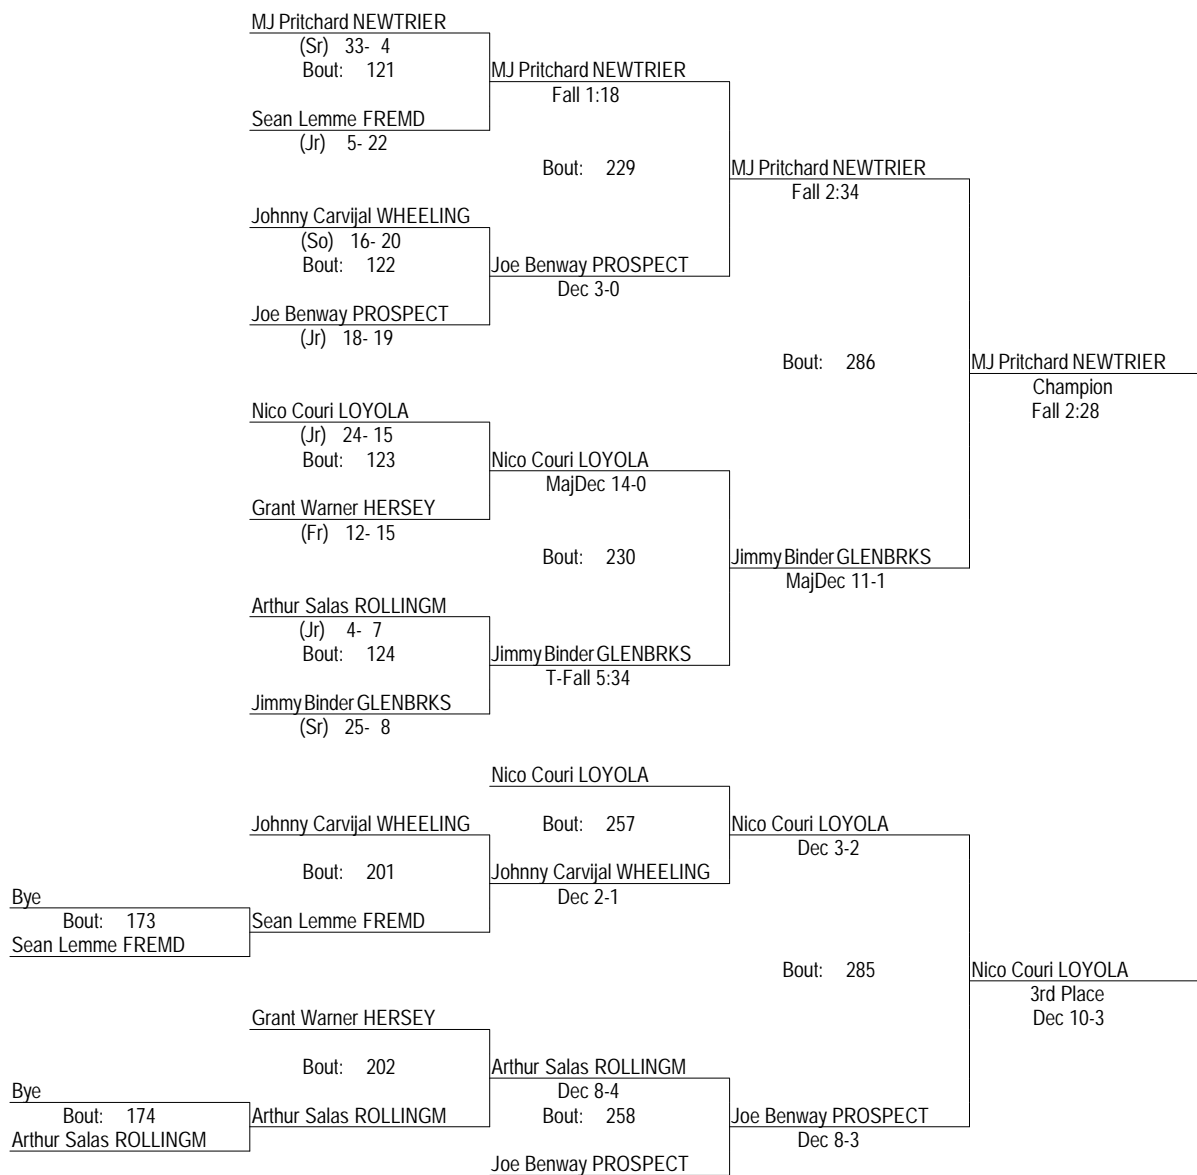 MJ Pritchard NEWTRIER
(Sr) 33- 4
Bout: 121
MJ Pritchard NEWTRIER
Fall 1:18
Sean Lemme FREMD
(Jr) 5- 22
Bout: 229
MJ Pritchard NEWTRIER
Fall 2:34
Johnny Carvijal WHEELING
(So) 16- 20
Bout: 122
Joe Benway PROSPECT
Dec 3-0
Joe Benway PROSPECT
(Jr) 18- 19
Bout: 286
MJ Pritchard NEWTRIER
Champion
Fall 2:28
Nico Couri LOYOLA
(Jr) 24- 15
Bout: 123
Nico Couri LOYOLA
MajDec 14-0
Grant Warner HERSEY
(Fr) 12- 15
Bout: 230
Jimmy Binder GLENBRKS
MajDec 11-1
Arthur Salas ROLLINGM
(Jr) 4- 7
Bout: 124
Jimmy Binder GLENBRKS
T-Fall 5:34
Jimmy Binder GLENBRKS
(Sr) 25- 8
Nico Couri LOYOLA
Johnny Carvijal WHEELING
Bout: 257
Nico Couri LOYOLA
Dec 3-2
Bout: 201
Johnny Carvijal WHEELING
Dec 2-1
Bye
Bout: 173
Sean Lemme FREMD
Sean Lemme FREMD
Bout: 285
Nico Couri LOYOLA
3rd Place
Dec 10-3
Grant Warner HERSEY
Bout: 202
Arthur Salas ROLLINGM
Dec 8-4
Bye
Bout: 174
Arthur Salas ROLLINGM
Arthur Salas ROLLINGM
Bout: 258
Joe Benway PROSPECT
Dec 8-3
Joe Benway PROSPECT